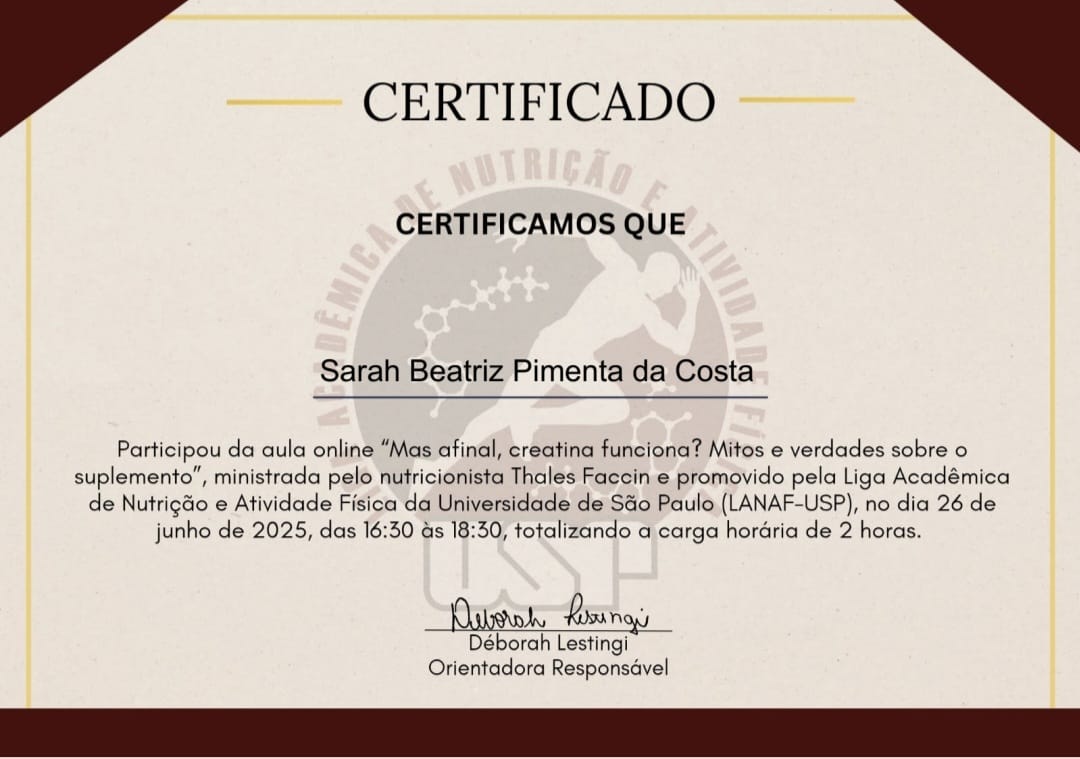 CERTIFICADO
ACADÊMICA DE NUTRIÇÃO E ATIVIDADE
CERTIFICAMOS QUE
Sarah Beatriz Pimenta da Costa
Participou da aula online “Mas afinal, creatina funciona? Mitos e verdades sobre o
suplemento”, ministrada pelo nutricionista Thales Faccin e promovido pela Liga Acadêmica
de Nutrição e Atividade Física da Universidade de São Paulo (LANAF-USP), no dia 26 de
junho de 2025, das 16:30 às 18:30, totalizando a carga horária de 2 horas.
USP
Déborah Lestingi
Déborah Lestingi
Orientadora Responsável